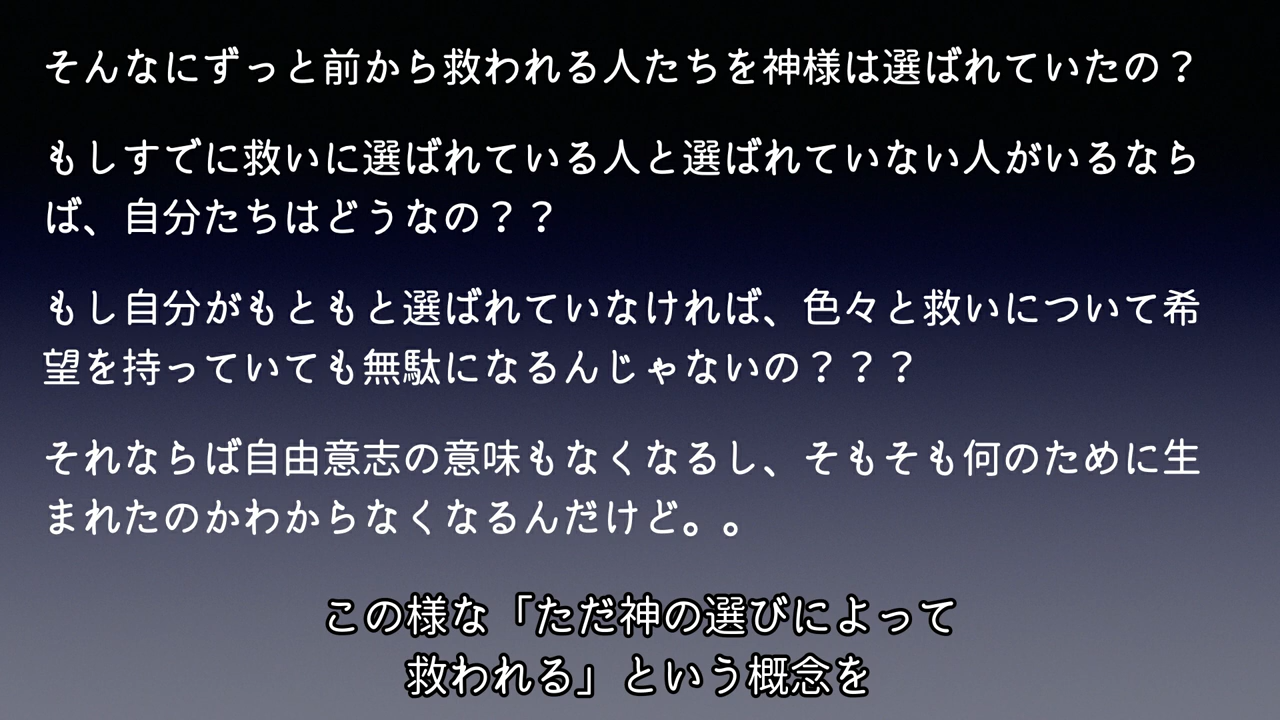 そんなにずっと前から救われる人たちを神様は選ばれていたの？
もしすでに救いに選ばれている人と選ばれていない人がいるなら
ば、自分たちはどうなの？？
もし自分がもともと選ばれていなければ、色々と救いについて希
望を持っていても無駄になるんじゃないの？？？
それならば自由意志の意味もなくなるし、そもそも何のために生
まれたのかわからなくなるんだけど。。
この様な「ただ神の選びによって
救われる」という概念を